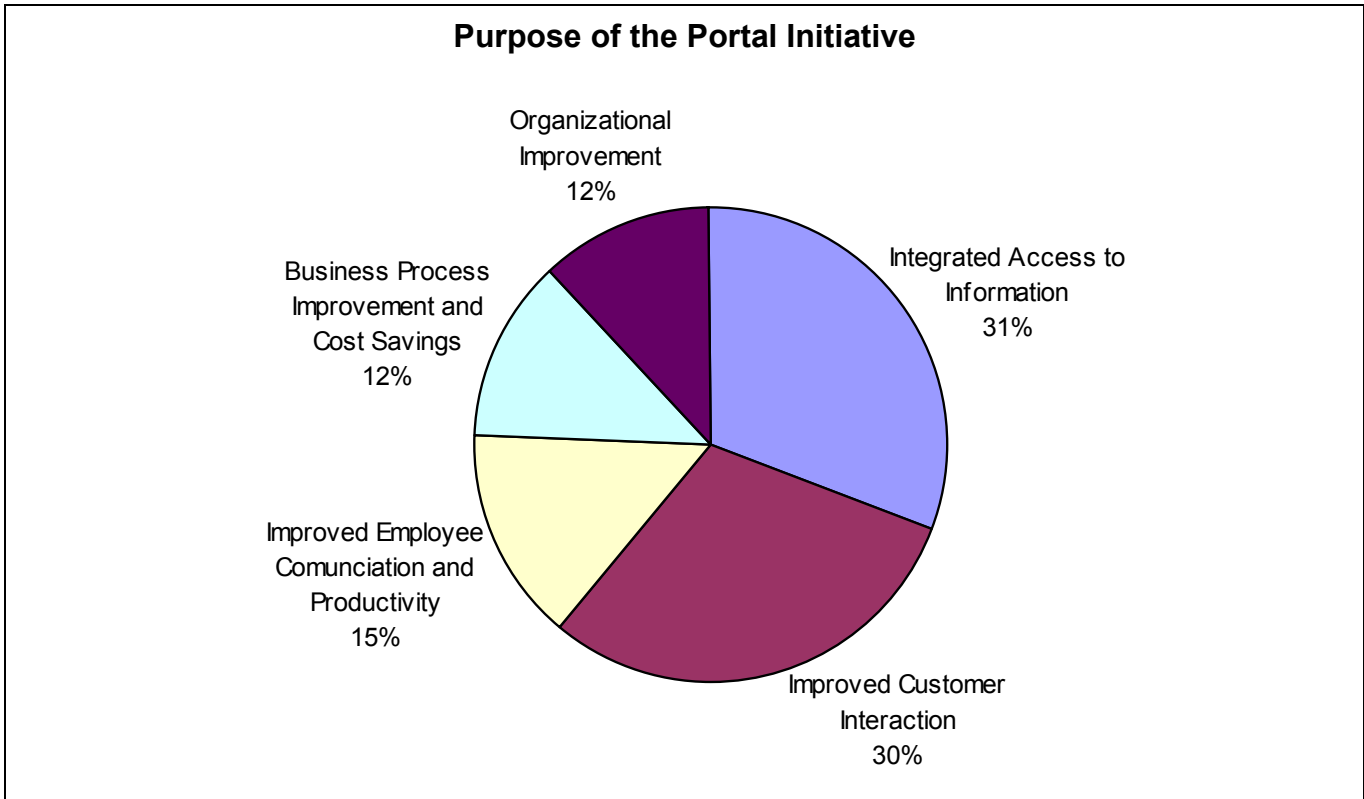 Purpose of the Portal Initiative
Organizational
Improvement
12%
Integrated Access to
Information
31%
Business Process
Improvement and
Cost Savings
12%
Improved Employee
Comunciation and
Productivity
15%
Improved Customer
Interaction
30%